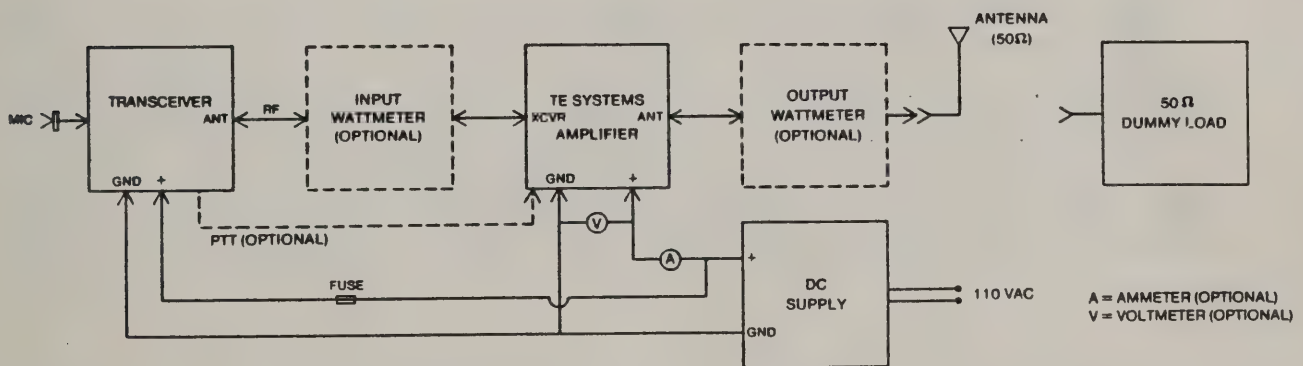 ANTENNA
(50Ω)
MIC
TRANSCEIVER
ANT
GND +
RF
INPUT
WATTMETER
(OPTIONAL)
TE SYSTEMS
XCVR ANT
AMPLIFIER
GND +
OUTPUT
WATTMETER
(OPTIONAL)
50 Ω
DUMMY LOAD
PTT (OPTIONAL)
V
A
FUSE
+
DC
SUPPLY
GND
110 VAC
A = AMMETER (OPTIONAL)
V = VOLTMETER (OPTIONAL)